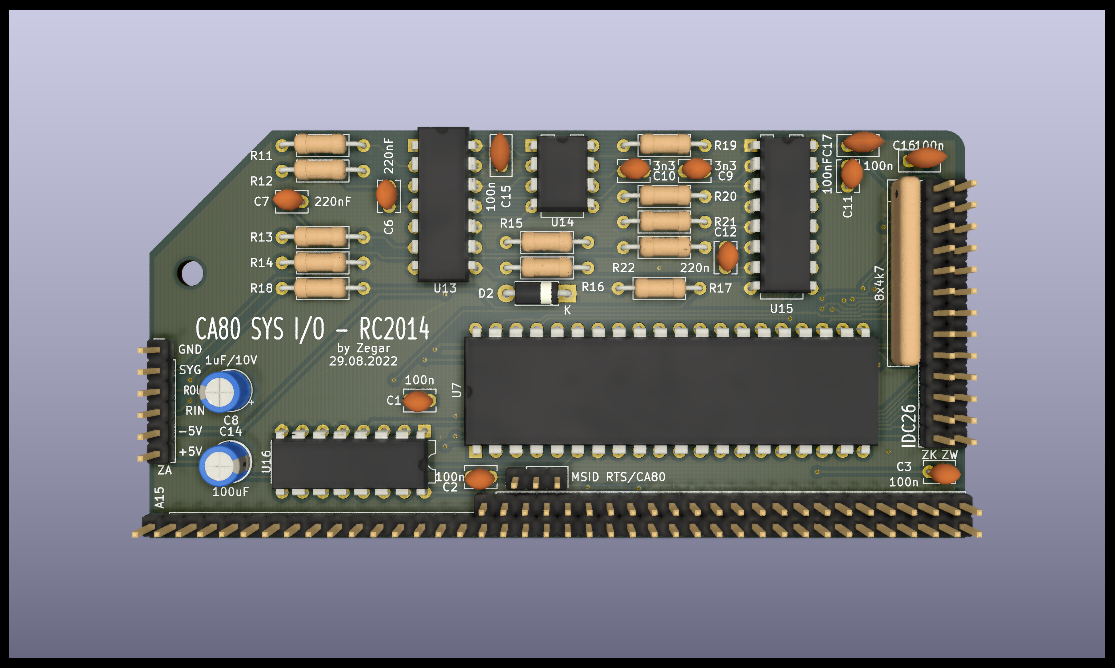 R11
R12
C7
220nF
220nF
C6
R13
R14
R18
U13
100n
C15
U14
R15
R16
D2
K
R19
3n3
C10
3n3
C9
R20
R21
C12
R22
220n
R17
U15
C17
100n
100nF
C11
C16
100n
8x4k7
CA80 SYS I/O - RC2014
by Zegar
29.08.2022
GND
SYG
RIN
-5V
+5V
ZA
A15
1uF/10V
C8
C14
100uF
U16
100n
C1
U7
100n
C2
MSID RTS/CA80
IDC26
ZK ZW
C3
100n